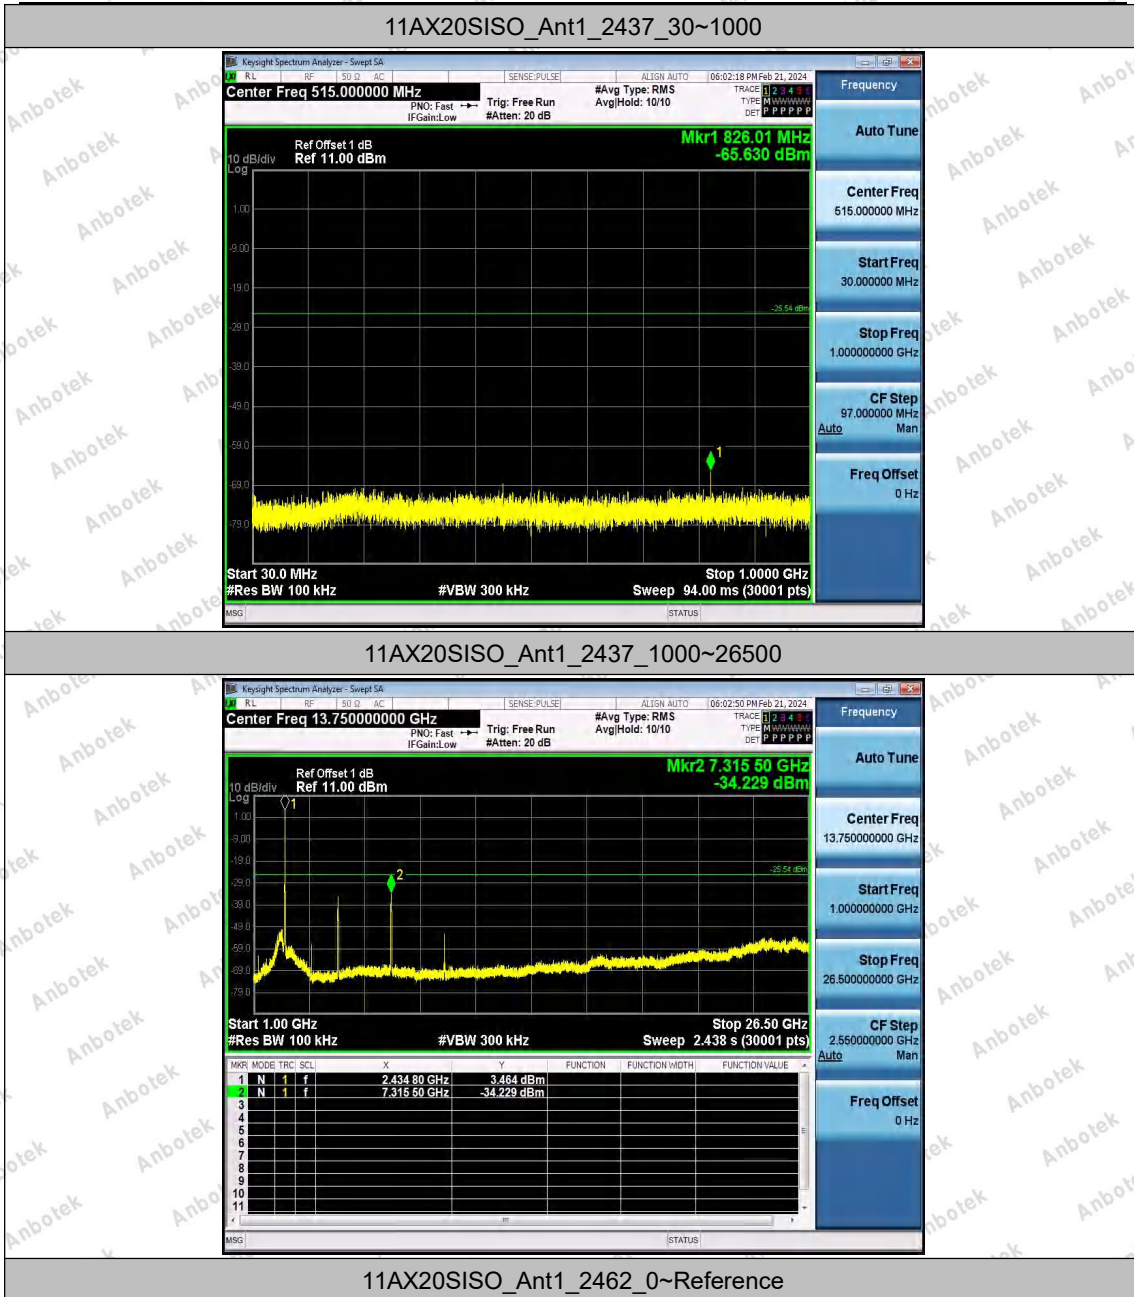 11AX20SISO_Ant1_2437_30~1000
Keysight Spectrum Analyzer - Swept SA
RL RF 50 Ω AC SENSE:PULSE ALIGN AUTO 06:02:18 PM Feb 21, 2024
Center Freq 515.000000 MHz
PNO: Fast
IFGain:Low
Trig: Free Run
#Atten: 20 dB
#Avg Type: RMS
Avg|Hold: 10/10
TRACE 1 2 3 4 5 6
TYPE M W W W W W
DET P P P P P P
Ref Offset 1 dB
Ref 11.00 dBm
10 dB/div
Log
Mkr1 826.01 MHz
-65.630 dBm
1.00
-9.00
-19.0
-25.54 dBm
-29.0
-39.0
-49.0
-59.0
1
-69.0
-79.0
Start 30.0 MHz
Stop 1.0000 GHz
#Res BW 100 kHz
#VBW 300 kHz
Sweep 94.00 ms (30001 pts)
MSG
STATUS
Frequency
Auto Tune
Center Freq
515.000000 MHz
Start Freq
30.000000 MHz
Stop Freq
1.000000000 GHz
CF Step
97.000000 MHz
Auto Man
Freq Offset
0 Hz
11AX20SISO_Ant1_2437_1000~26500
Keysight Spectrum Analyzer - Swept SA
RL RF 50 Ω AC SENSE:PULSE ALIGN AUTO 06:02:50 PM Feb 21, 2024
Center Freq 13.750000000 GHz
PNO: Fast
IFGain:Low
Trig: Free Run
#Atten: 20 dB
#Avg Type: RMS
Avg|Hold: 10/10
TRACE 1 2 3 4 5 6
TYPE M W W W W W
DET P P P P P P
Ref Offset 1 dB
Ref 11.00 dBm
10 dB/div
Log
Mkr2 7.315 50 GHz
-34.229 dBm
1
1.00
-9.00
-19.0
-25.54 dBm
2
-29.0
-39.0
-49.0
-59.0
-69.0
-79.0
Start 1.00 GHz
Stop 26.50 GHz
#Res BW 100 kHz
#VBW 300 kHz
Sweep 2.438 s (30001 pts)
MKR MODE TRC SCL X Y FUNCTION FUNCTION WIDTH FUNCTION VALUE
1 N 1 f 2.434 80 GHz 3.464 dBm
2 N 1 f 7.315 50 GHz -34.229 dBm
3
4
5
6
7
8
9
10
11
MSG
STATUS
Frequency
Auto Tune
Center Freq
13.750000000 GHz
Start Freq
1.000000000 GHz
Stop Freq
26.500000000 GHz
CF Step
2.550000000 GHz
Auto Man
Freq Offset
0 Hz
11AX20SISO_Ant1_2462_0~Reference